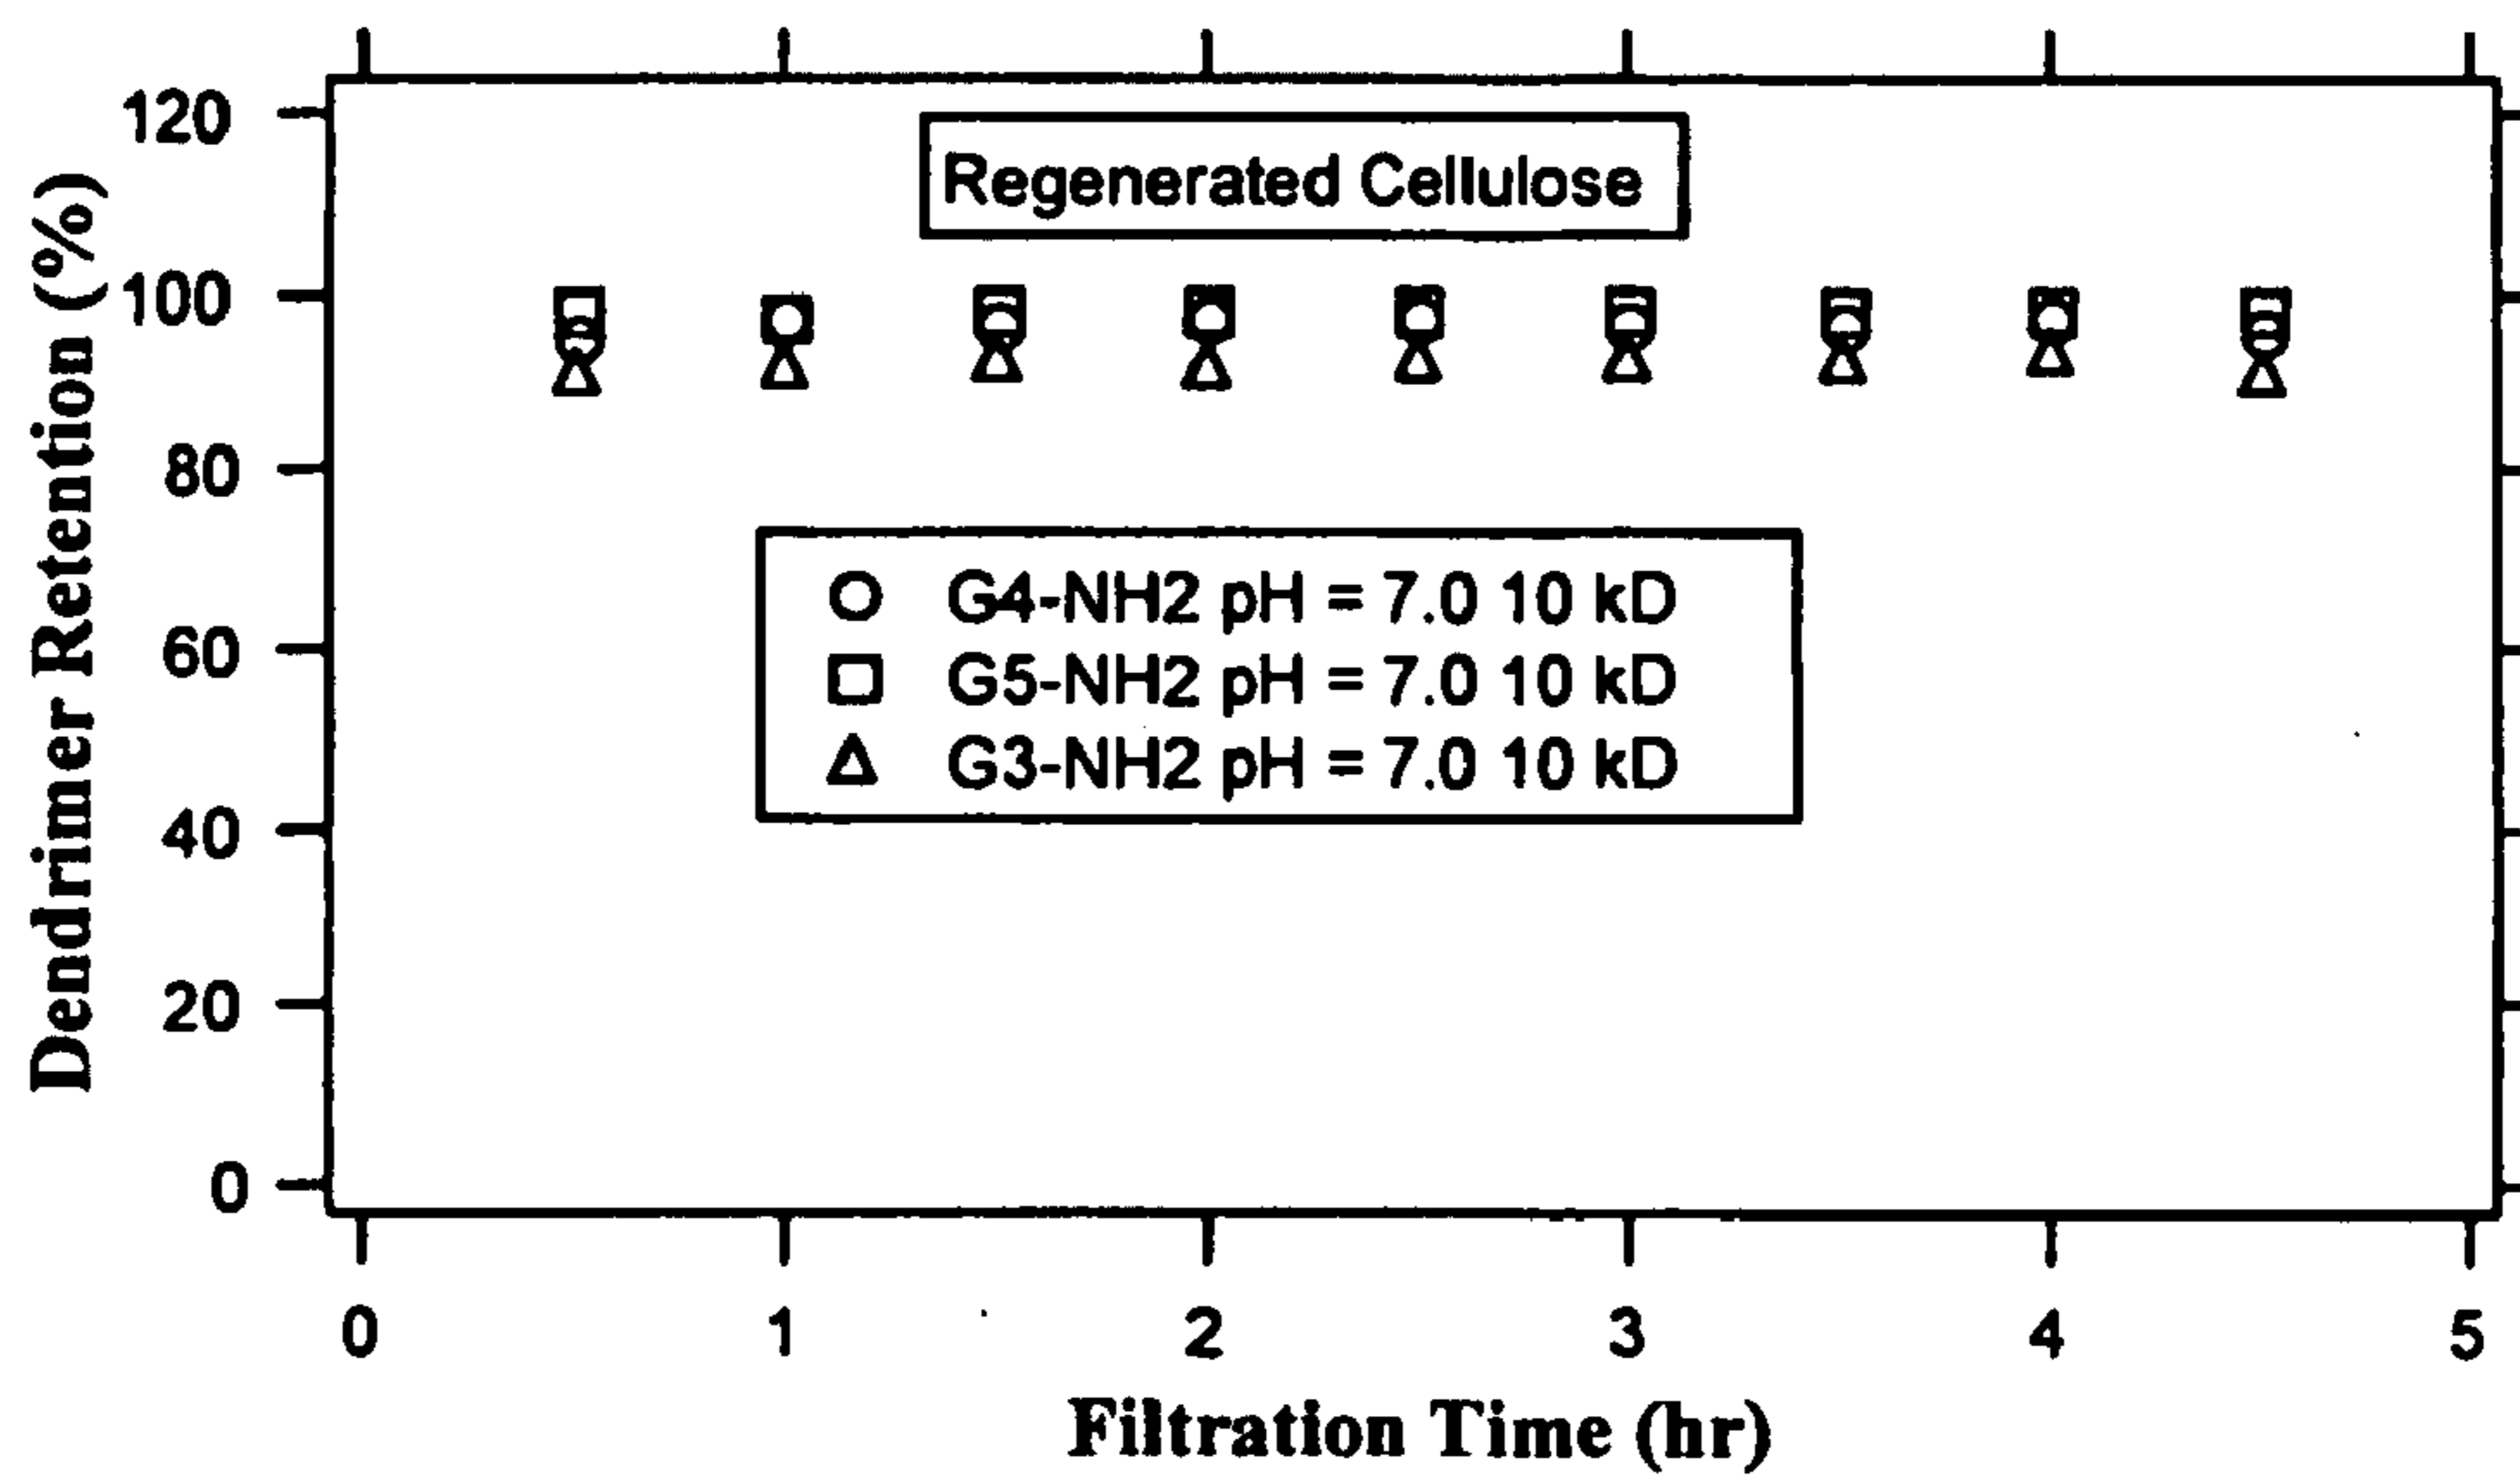 Dendrimer Retention (%)
120
100
80
60
40
20
0
Regenerated Cellulose
G4-NH2 pH = 7.0 10 kD
G5-NH2 pH = 7.0 10 kD
G3-NH2 pH = 7.0 10 kD
0 1 2 3 4 5
Filtration Time (hr)